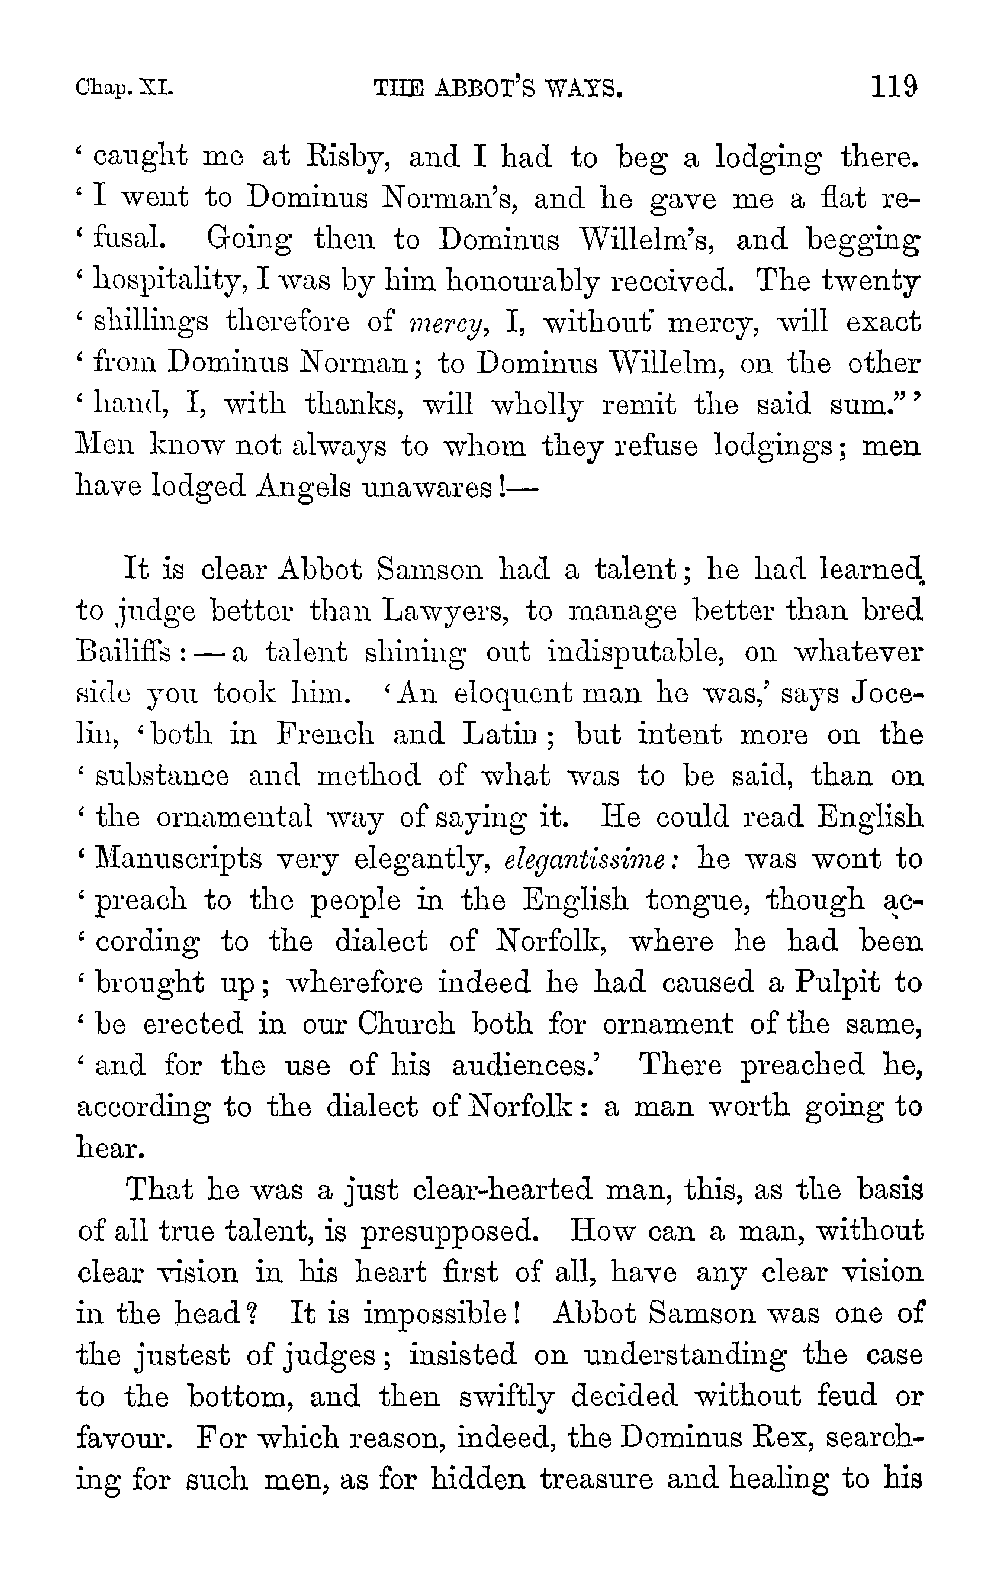 Chap. XI. THE ABBOT'S WAYS. 119
‘ caught me at Risby, and I had to beg a lodging there.
‘ I went to Dominus Norman’s, and he gave me a flat re-
‘ fusal. Going then to Dominus Willelm’s, and begging
‘ hospitality, I was by him honourably received. The twenty
‘ shillings therefore of mercy, I, without mercy, will exact
‘ from Dominus Norman; to Dominus Willelm, on the other
‘ hand, I, with thanks, will wholly remit the said sum.” ’
Men know not always to whom they refuse lodgings; men
have lodged Angels unawares!—
It is clear Abbot Samson had a talent; he had learned
to judge better than Lawyers, to manage better than bred
Bailiffs:—a talent shining out indisputable, on whatever
side you took him. ‘An eloquent man he was,’ says Joce-
lin, ‘both in French and Latin; but intent more on the
‘ substance and method of what was to be said, than on
‘ the ornamental way of saying it. He could read English
‘ Manuscripts very elegantly, elegantissime: he was wont to
‘ preach to the people in the English tongue, though ac-
‘ cording to the dialect of Norfolk, where he had been
‘ brought up; wherefore indeed he had caused a Pulpit to
‘ be erected in our Church both for ornament of the same,
‘ and for the use of his audiences.’ There preached he,
according to the dialect of Norfolk: a man worth going to
hear.
That he was a just clear-hearted man, this, as the basis
of all true talent, is presupposed. How can a man, without
clear vision in his heart first of all, have any clear vision
in the head? It is impossible! Abbot Samson was one of
the justest of judges; insisted on understanding the case
to the bottom, and then swiftly decided without feud or
favour. For which reason, indeed, the Dominus Rex, search-
ing for such men, as for hidden treasure and healing to his